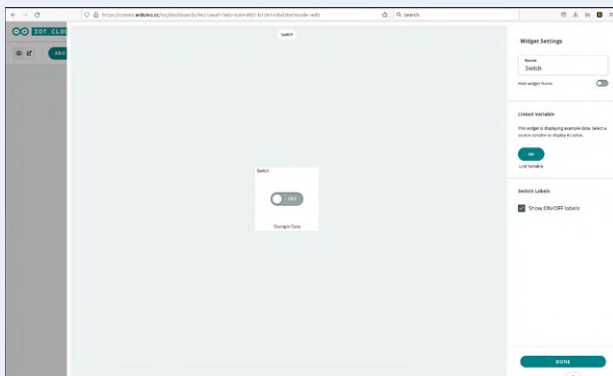 Search
IOT CLOU
ADD
Switch
Widget Settings
Name
Switch
Hide widget Name
Linked Variable
This widget is displaying example data. Select a
source variable to display its value.
Link Variable
Switch
OFF
Example Data
Switch Labels
Show ON/OFF labels
DONE